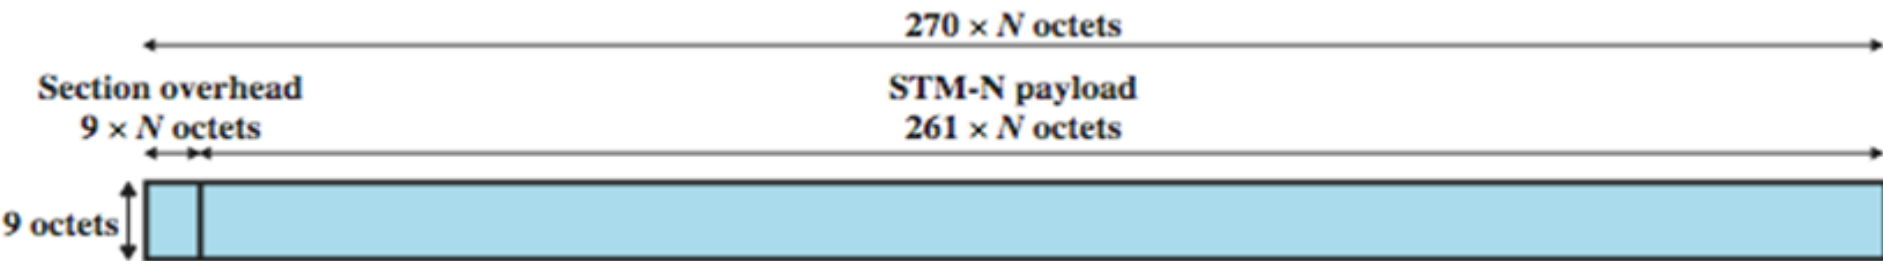 270 × N octets
Section overhead
9 × N octets
STM-N payload
261 × N octets
9 octets